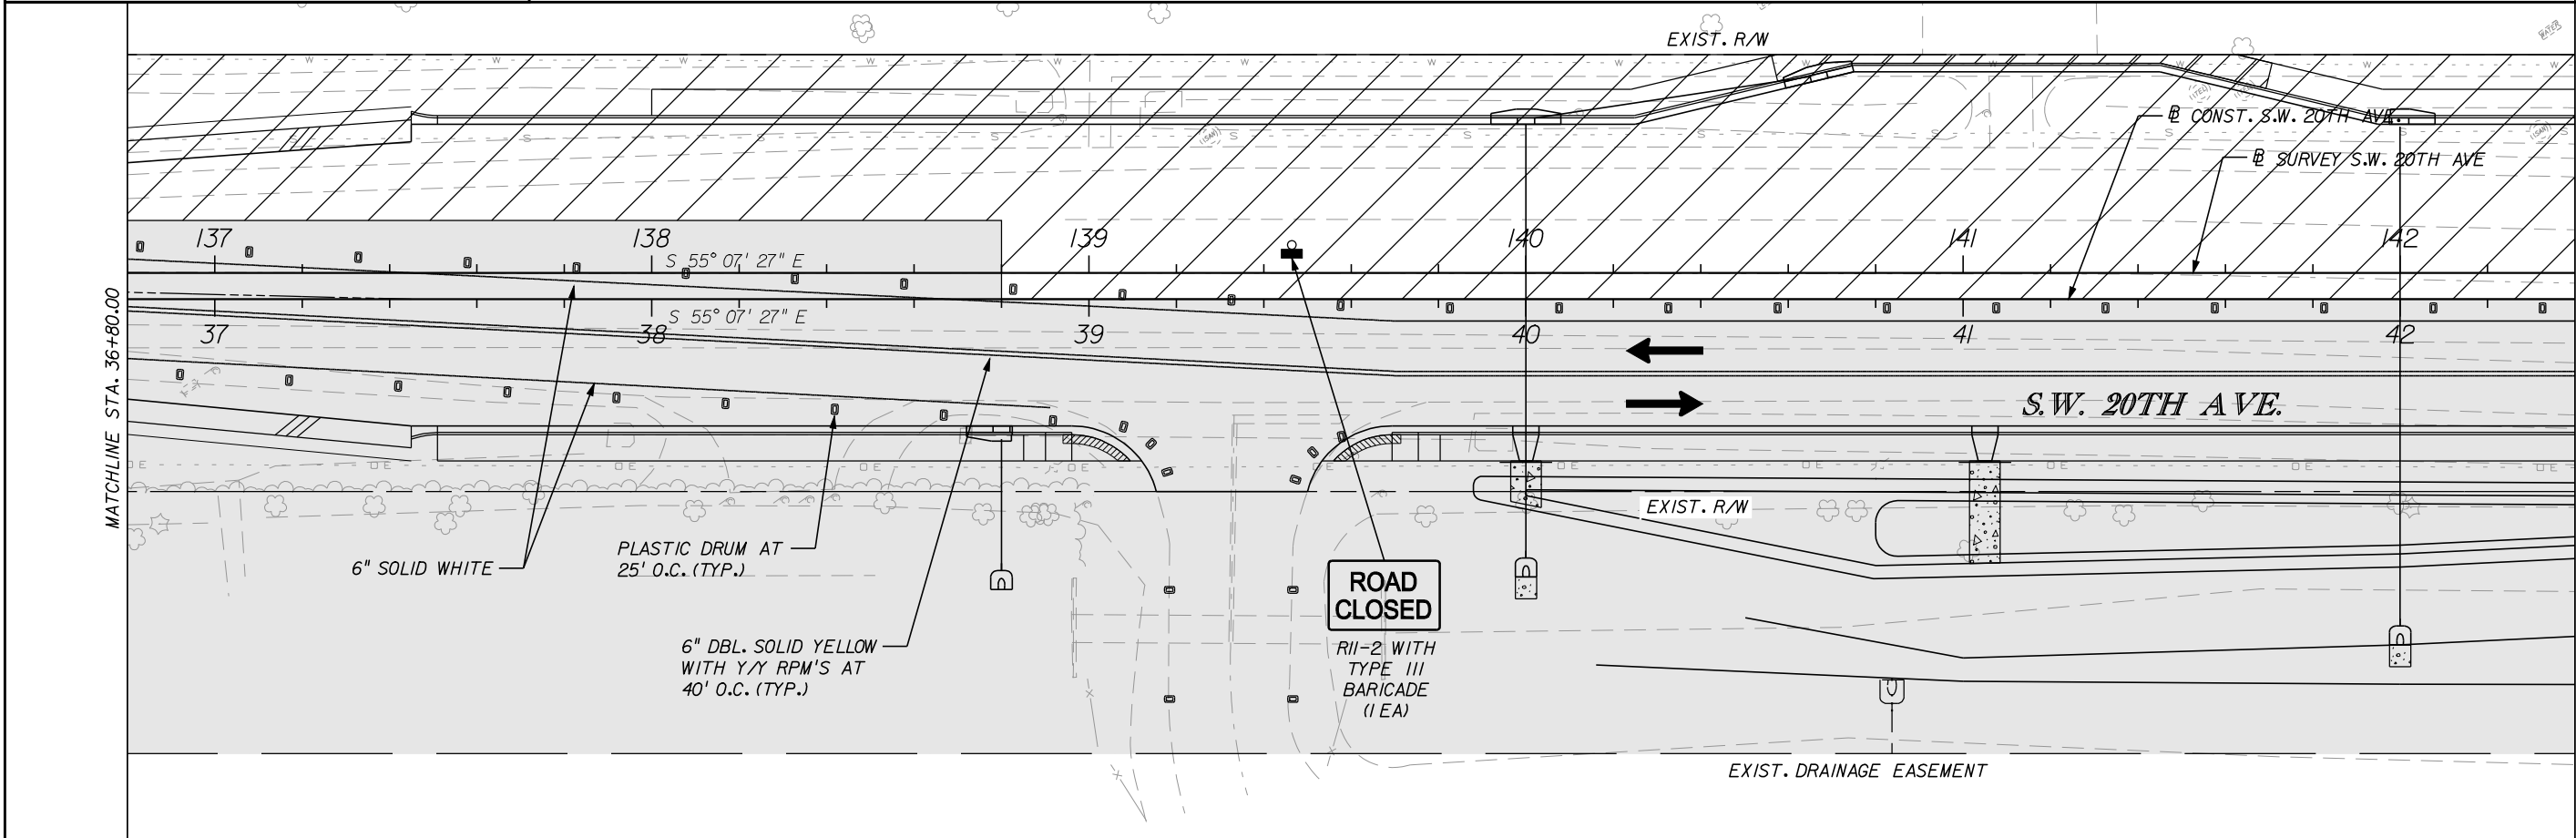 EXIST. R/W
℄ CONST. S.W. 20TH AVE.
℄ SURVEY S.W. 20TH AVE
137
138
139
140
141
142
S 55° 07' 27" E
S 55° 07' 27" E
37
38
39
40
41
42
MATCHLINE STA. 36+80.00
S.W. 20TH AVE.
EXIST. R/W
6" SOLID WHITE
PLASTIC DRUM AT
25' O.C. (TYP.)
6" DBL. SOLID YELLOW
WITH Y/Y RPM'S AT
40' O.C. (TYP.)
ROAD
CLOSED
R11-2 WITH
TYPE III
BARICADE
(1 EA)
EXIST. DRAINAGE EASEMENT